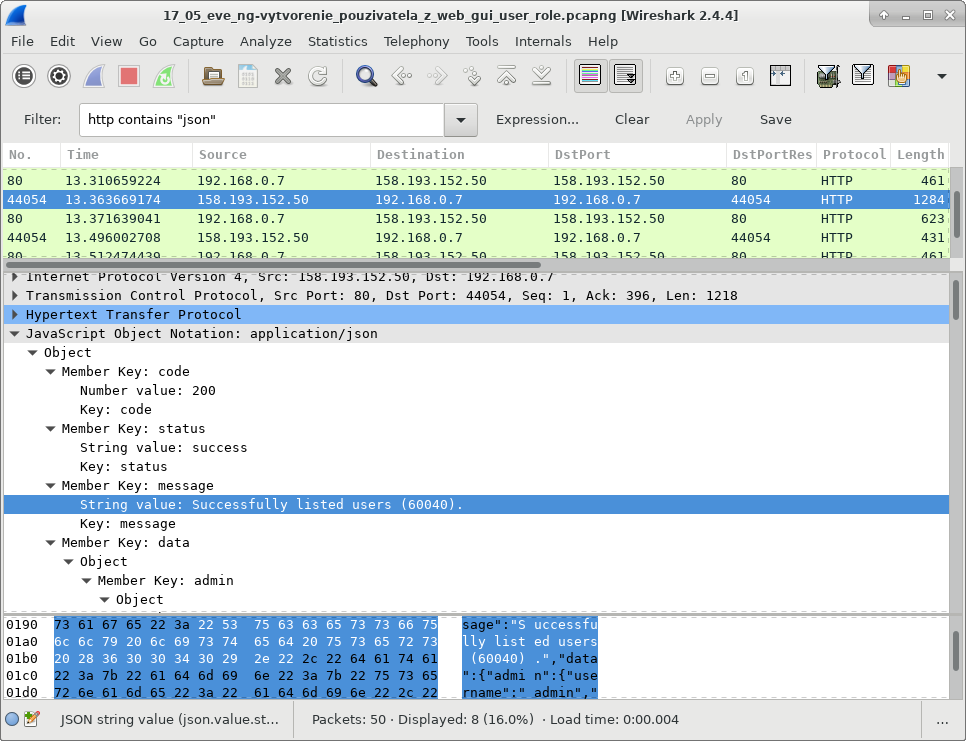 17_05_eve_ng-vytvorenie_pouzivatela_z_web_gui_user_role.pcapng [Wireshark 2.4.4]
File Edit View Go Capture Analyze Statistics Telephony Tools Internals Help
Filter: http contains "json" Expression... Clear Apply Save
No. Time Source Destination DstPort DstPortRes Protocol Length
80 13.310659224 192.168.0.7 158.193.152.50 158.193.152.50 80 HTTP 461
44054 13.363669174 158.193.152.50 192.168.0.7 192.168.0.7 44054 HTTP 1284
80 13.371639041 192.168.0.7 158.193.152.50 158.193.152.50 80 HTTP 623
44054 13.496002708 158.193.152.50 192.168.0.7 192.168.0.7 44054 HTTP 431
80 13.512474439 192.168.0.7 158.193.152.50 158.193.152.50 80 HTTP 461
Internet Protocol Version 4, Src: 158.193.152.50, Dst: 192.168.0.7
Transmission Control Protocol, Src Port: 80, Dst Port: 44054, Seq: 1, Ack: 396, Len: 1218
Hypertext Transfer Protocol
JavaScript Object Notation: application/json
Object
Member Key: code
Number value: 200
Key: code
Member Key: status
String value: success
Key: status
Member Key: message
String value: Successfully listed users (60040).
Key: message
Member Key: data
Object
Member Key: admin
Object
0190 73 61 67 65 22 3a 22 53 75 63 63 65 73 73 66 75 sage":"S uccessfu
01a0 6c 6c 79 20 6c 69 73 74 65 64 20 75 73 65 72 73 lly list ed users
01b0 20 28 36 30 30 34 30 29 2e 22 2c 22 64 61 74 61 (60040) .","data
01c0 22 3a 7b 22 61 64 6d 69 6e 22 3a 7b 22 75 73 65 ":{"admi n":{"use
01d0 72 6e 61 6d 65 22 3a 22 61 64 6d 69 6e 22 2c 22 rname":" admin","
JSON string value (json.value.st... Packets: 50 · Displayed: 8 (16.0%) · Load time: 0:00.004 ...